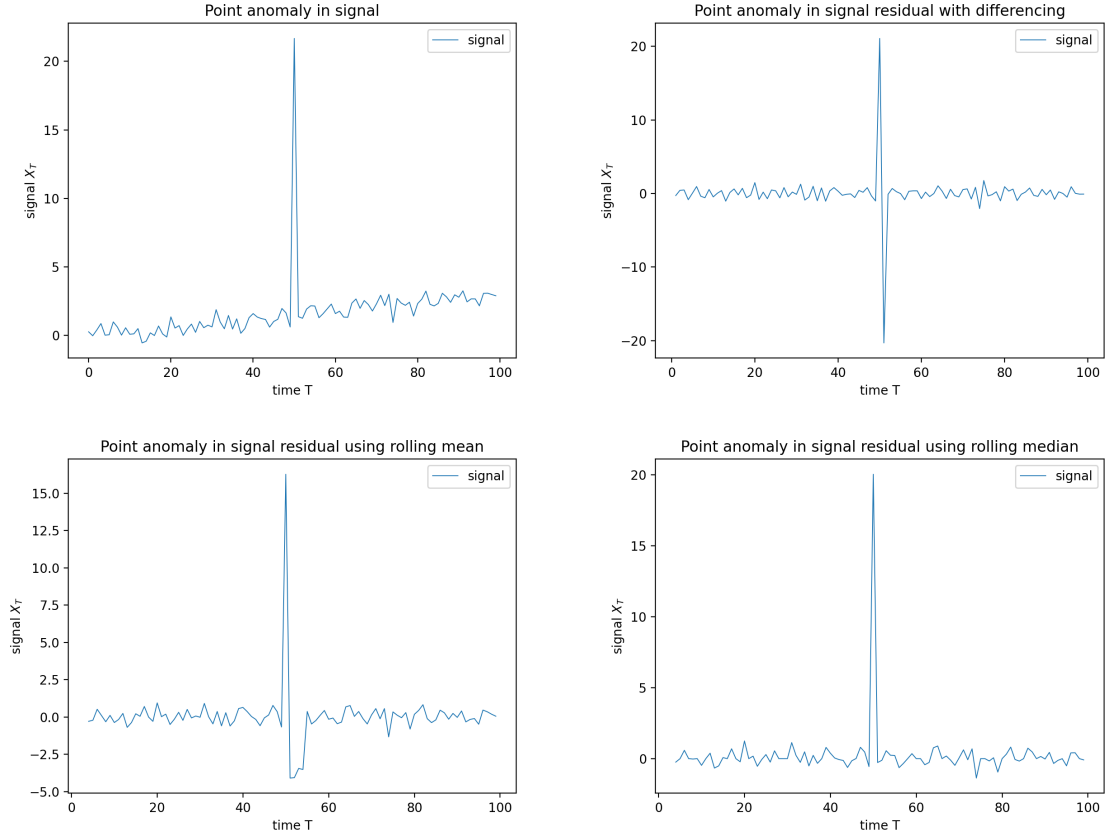 Point anomaly in signal
signal
20
15
10
5
0
signal X_T
0 20 40 60 80 100
time T
Point anomaly in signal residual with differencing
signal
20
10
0
−10
−20
signal X_T
0 20 40 60 80 100
time T
Point anomaly in signal residual using rolling mean
signal
15.0
12.5
10.0
7.5
5.0
2.5
0.0
−2.5
−5.0
signal X_T
0 20 40 60 80 100
time T
Point anomaly in signal residual using rolling median
signal
20
15
10
5
0
signal X_T
0 20 40 60 80 100
time T